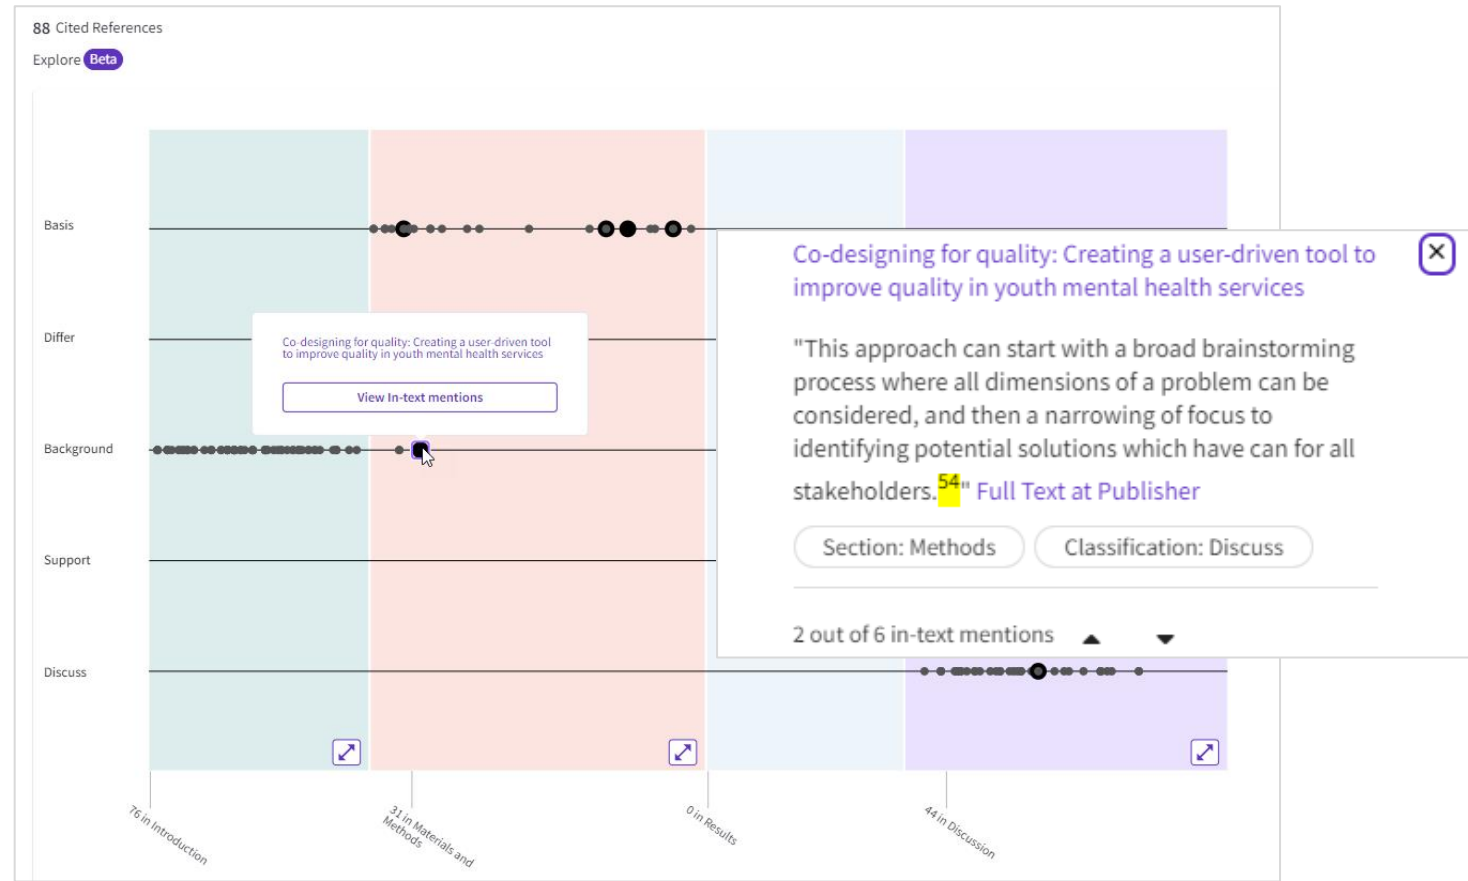 88 Cited References
Explore Beta
Basis
Differ
Background
Support
Discuss
Co-designing for quality: Creating a user-driven tool
to improve quality in youth mental health services
View In-text mentions
Co-designing for quality: Creating a user-driven tool to
improve quality in youth mental health services
"This approach can start with a broad brainstorming
process where all dimensions of a problem can be
considered, and then a narrowing of focus to
identifying potential solutions which have can for all
stakeholders.54" Full Text at Publisher
Section: Methods
Classification: Discuss
2 out of 6 in-text mentions
76 in Introduction
31 in Materials and
Methods
0 in Results
44 in Discussion